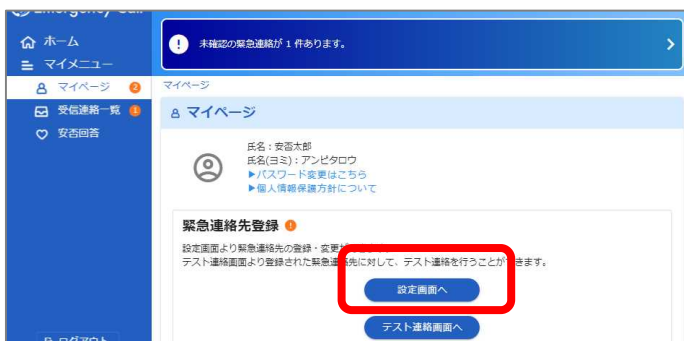 ホーム
マイメニュー
マイページ 2
受信連絡一覧 1
安否回答
未確認の緊急連絡が 1 件あります。
マイページ
マイページ
氏名：安否太郎
氏名(ヨミ)：アンピタロウ
▶パスワード変更はこちら
▶個人情報保護方針について
緊急連絡先登録
設定画面より緊急連絡先の登録・変更が
テスト連絡画面より登録された緊急連絡先に対して、テスト連絡を行うことができます。
設定画面へ
テスト連絡画面へ